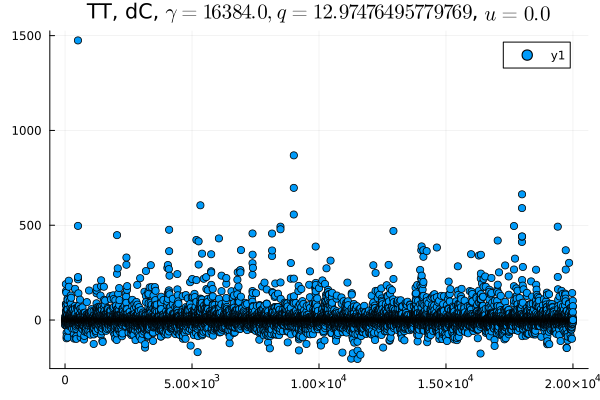 TT, dC, γ = 16384.0, q = 12.97476495779769, u = 0.0
1500
y1
1000
500
0
0 5.00×10³ 1.00×10⁴ 1.50×10⁴ 2.00×10⁴